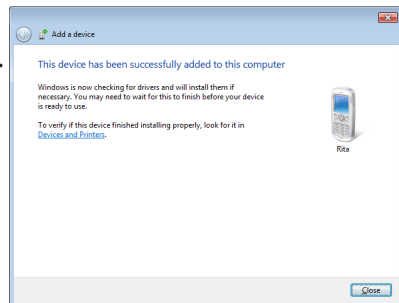 Add a device
This device has been successfully added to this computer
Windows is now checking for drivers and will install them if
necessary. You may need to wait for this to finish before your device
is ready to use.
To verify if this device finished installing properly, look for it in
Devices and Printers.
Rita
Close